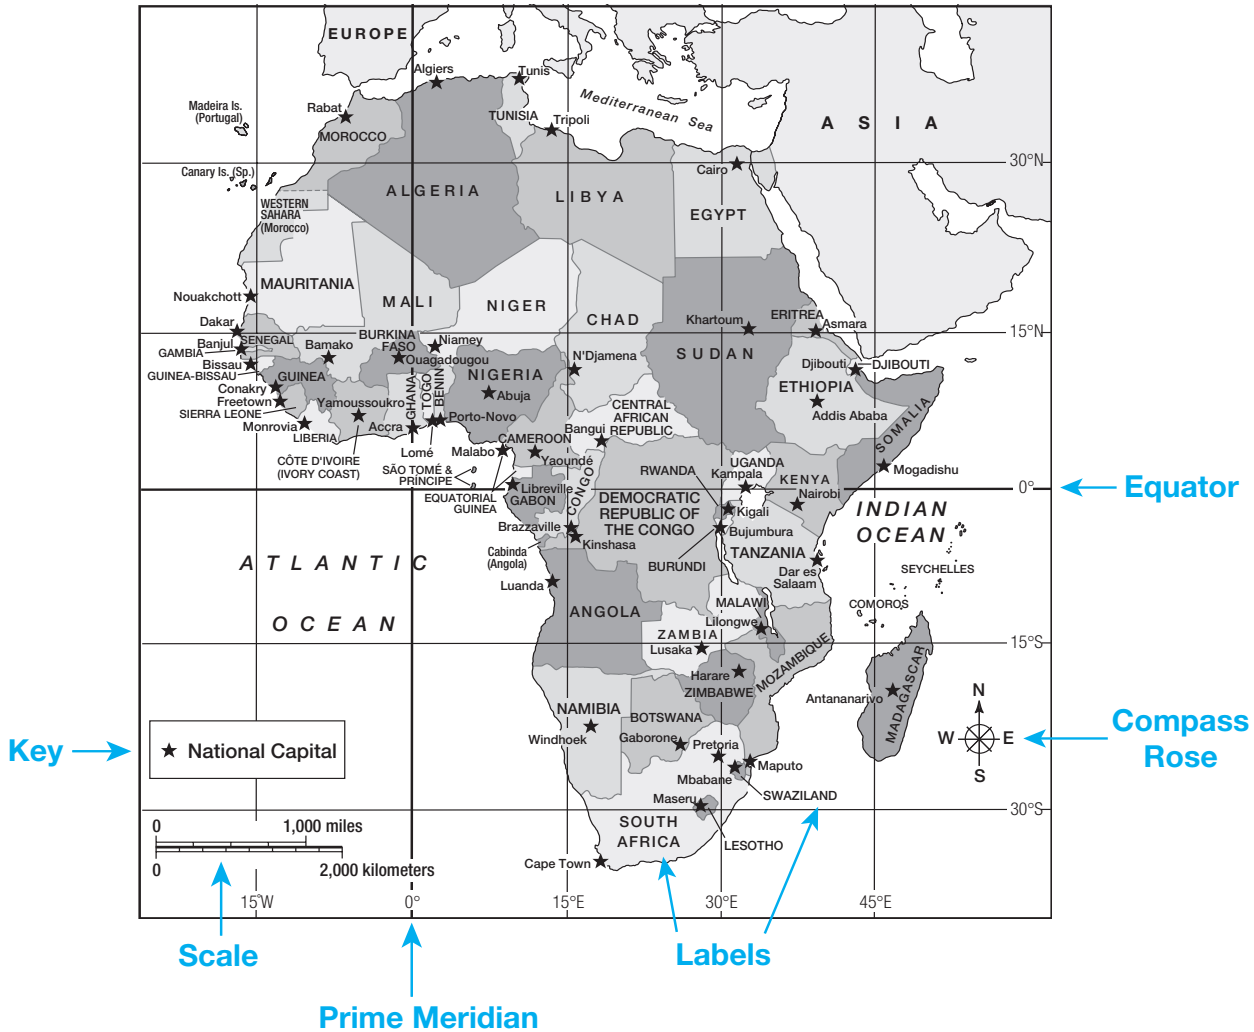 EUROPE
Algiers
Tunis
Mediterranean Sea
Madeira Is.
(Portugal)
Rabat
TUNISIA
Tripoli
A S I A
MOROCCO
30°N
Canary Is. (Sp.)
Cairo
ALGERIA
LIBYA
EGYPT
WESTERN
SAHARA
(Morocco)
MAURITANIA
Nouakchott
MALI
NIGER
CHAD
Khartoum
ERITREA
Asmara
15°N
Dakar
SENEGAL
Banjul
GAMBIA
Bamako
BURKINA
FASO
Niamey
Ouagadougou
N'Djamena
SUDAN
Djibouti
DJIBOUTI
Bissau
GUINEA-BISSAU
GUINEA
NIGERIA
ETHIOPIA
Conakry
Abuja
Freetown
Yamoussoukro
GHANA
TOGO
BENIN
CENTRAL
AFRICAN
REPUBLIC
Addis Ababa
SOMALIA
SIERRA LEONE
Porto-Novo
Monrovia
LIBERIA
Accra
Bangui
CAMEROON
CÔTE D'IVOIRE
(IVORY COAST)
Lomé
Malabo
Yaoundé
SÃO TOMÉ &
PRÍNCIPE
RWANDA
UGANDA
Kampala
KENYA
Mogadishu
EQUATORIAL
GUINEA
Libreville
GABON
CONGO
DEMOCRATIC
REPUBLIC OF
THE CONGO
Nairobi
0°
Equator
Kigali
INDIAN
OCEAN
Brazzaville
Kinshasa
Bujumbura
Cabinda
(Angola)
BURUNDI
TANZANIA
Dar es
Salaam
SEYCHELLES
ATLANTIC
OCEAN
Luanda
ANGOLA
MALAWI
Lilongwe
COMOROS
ZAMBIA
Lusaka
15°S
MOZAMBIQUE
Harare
ZIMBABWE
Antananarivo
MADAGASCAR
NAMIBIA
Windhoek
BOTSWANA
Gaborone
Pretoria
Maputo
Mbabane
SWAZILAND
Maseru
LESOTHO
SOUTH
AFRICA
Cape Town
N
W
E
S
Compass
Rose
Key
National Capital
30°S
0
1,000 miles
0
2,000 kilometers
15°W
0°
15°E
30°E
45°E
Scale
Labels
Prime Meridian